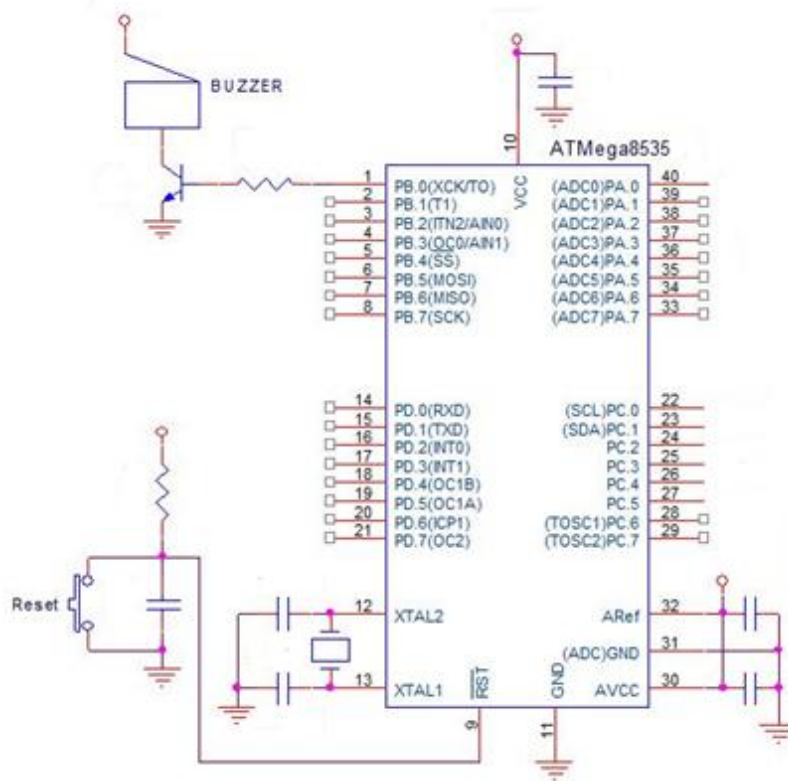 BUZZER
ATMega8535
10
VCC
1 PB.0(XCK/TO)
2 PB.1(T1)
3 PB.2(ITN2/AIN0)
4 PB.3(OC0/AIN1)
5 PB.4(SS)
6 PB.5(MOSI)
7 PB.6(MISO)
8 PB.7(SCK)
(ADC0)PA.0 40
(ADC1)PA.1 39
(ADC2)PA.2 38
(ADC3)PA.3 37
(ADC4)PA.4 36
(ADC5)PA.5 35
(ADC6)PA.6 34
(ADC7)PA.7 33
14 PD.0(RXD)
15 PD.1(TXD)
16 PD.2(INT0)
17 PD.3(INT1)
18 PD.4(OC1B)
19 PD.5(OC1A)
20 PD.6(ICP1)
21 PD.7(OC2)
(SCL)PC.0 22
(SDA)PC.1 23
PC.2 24
PC.3 25
PC.4 26
PC.5 27
(TOSC1)PC.6 28
(TOSC2)PC.7 29
Reset
12 XTAL2
13 XTAL1
ARef 32
(ADC)GND 31
AVCC 30
RST
9
GND
11